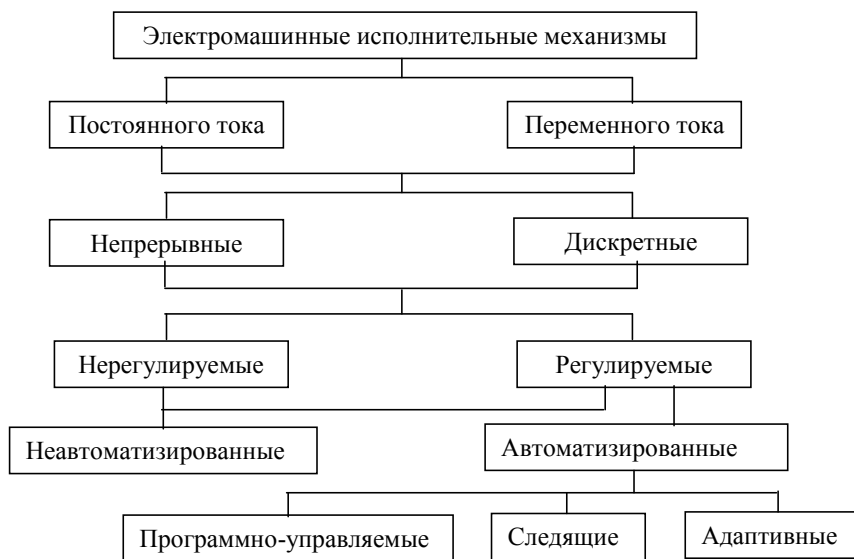 Электромашинные исполнительные механизмы
Постоянного тока
Переменного тока
Непрерывные
Дискретные
Нерегулируемые
Регулируемые
Неавтоматизированные
Автоматизированные
Программно-управляемые
Следящие
Адаптивные